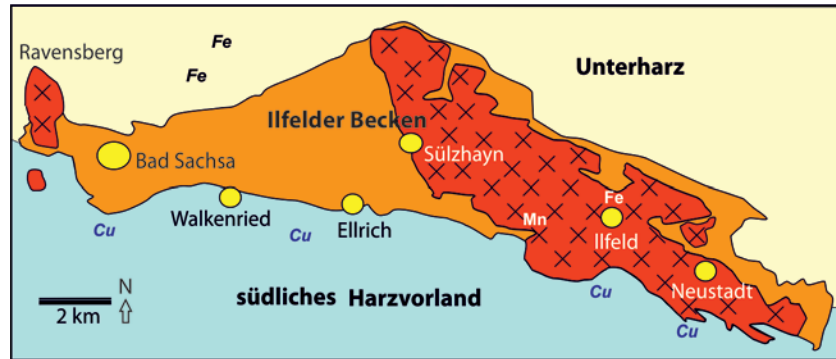 Fe
Ravensberg
Fe
Unterharz
Ilfelder Becken
Sülzhayn
Bad Sachsa
Fe
Walkenried
Mn
Ellrich
Ilfeld
Cu
Cu
N
Neustadt
südliches Harzvorland
Cu
2 km
Cu